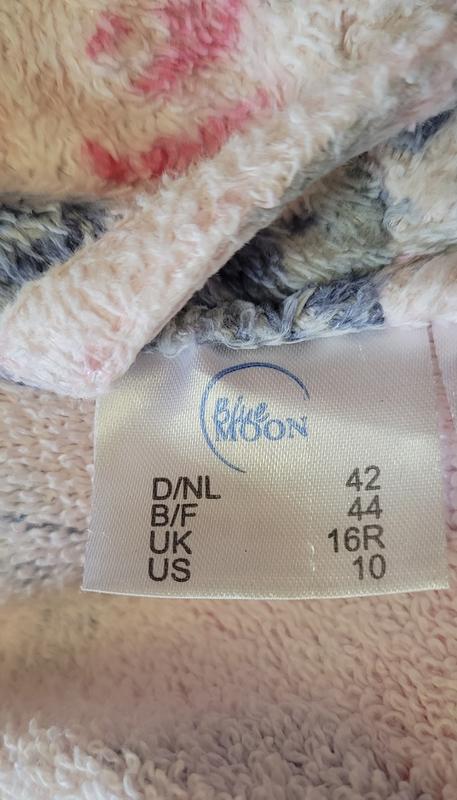 Blue
MOON
D/NL 42
B/F 44
UK 16R
US 10